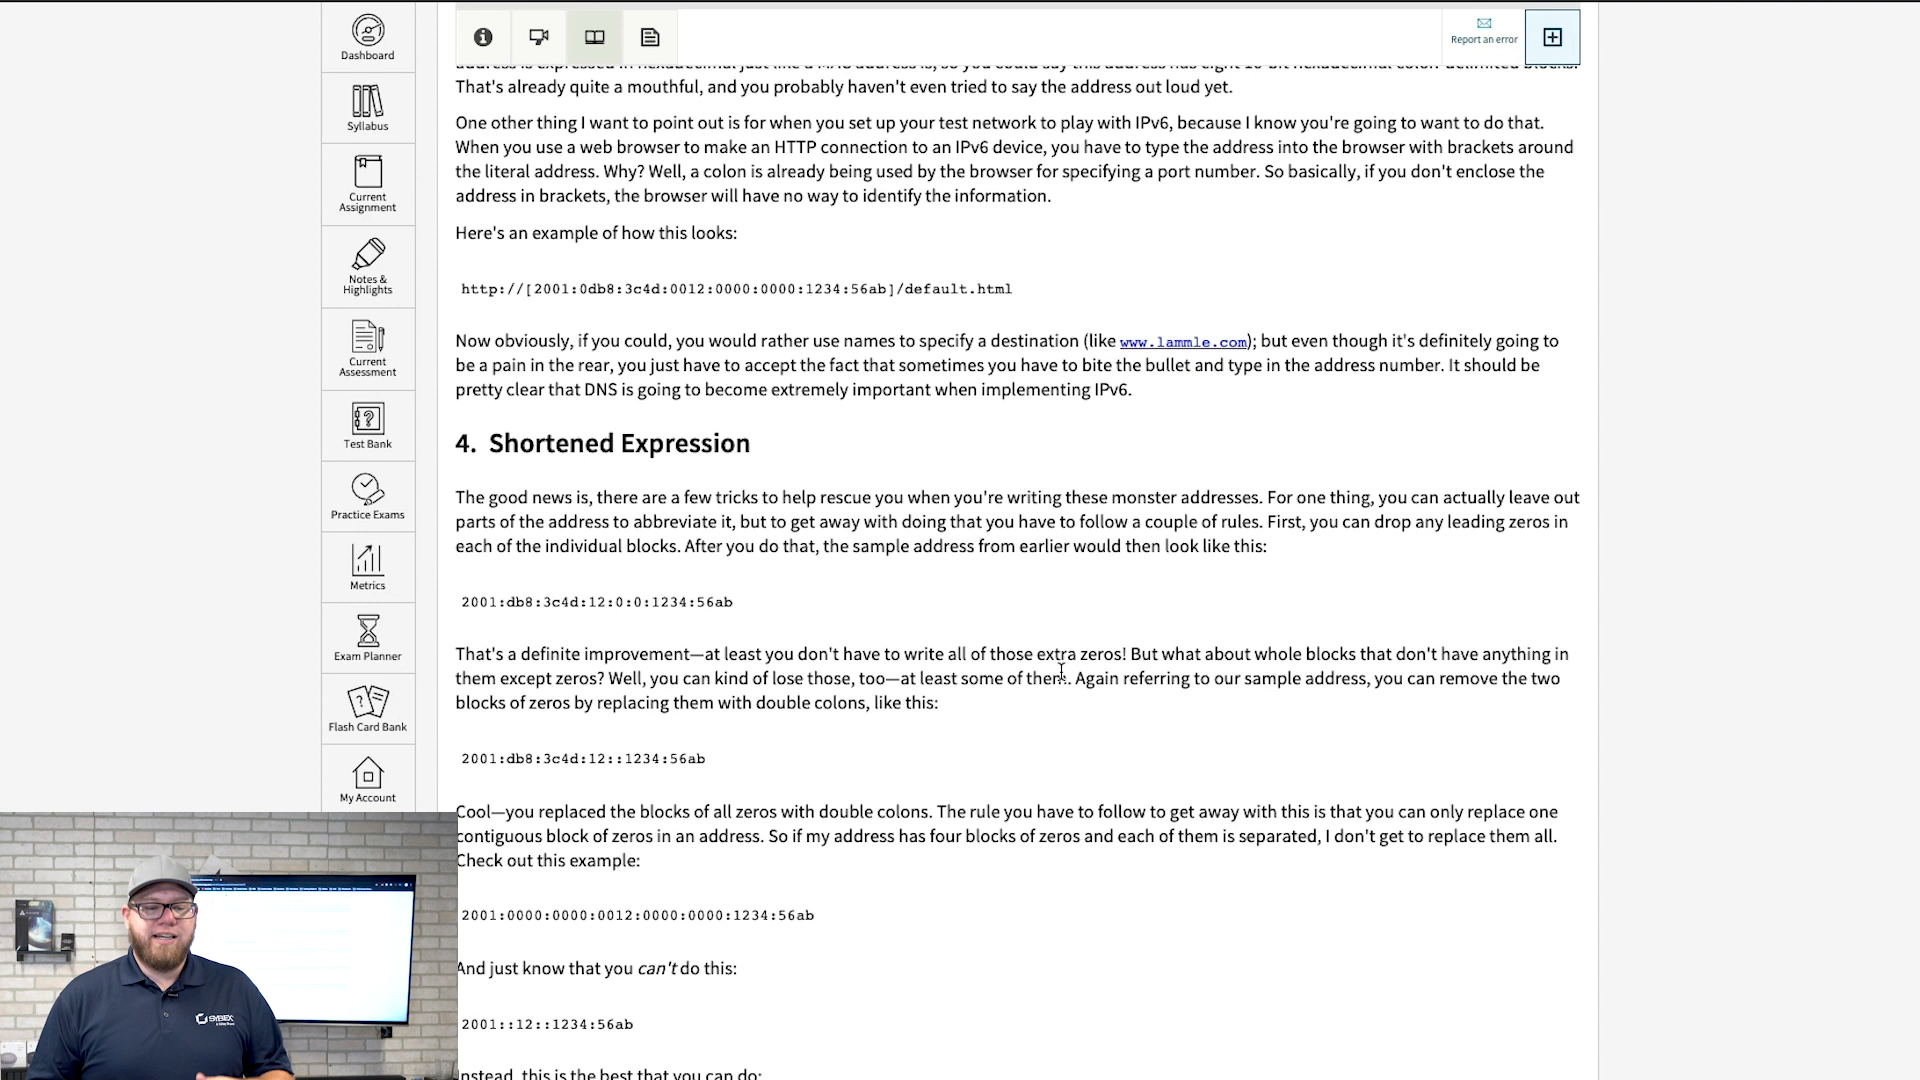 Dashboard
Syllabus
Current
Assignment
Notes &
Highlights
Current
Assessment
Test Bank
Practice Exams
Metrics
Exam Planner
Flash Card Bank
My Account
Report an error
That's already quite a mouthful, and you probably haven't even tried to say the address out loud yet.
One other thing I want to point out is for when you set up your test network to play with IPv6, because I know you're going to want to do that.
When you use a web browser to make an HTTP connection to an IPv6 device, you have to type the address into the browser with brackets around
the literal address. Why? Well, a colon is already being used by the browser for specifying a port number. So basically, if you don't enclose the
address in brackets, the browser will have no way to identify the information.
Here's an example of how this looks:
http://[2001:0db8:3c4d:0012:0000:0000:1234:56ab]/default.html
Now obviously, if you could, you would rather use names to specify a destination (like www.lammle.com); but even though it's definitely going to
be a pain in the rear, you just have to accept the fact that sometimes you have to bite the bullet and type in the address number. It should be
pretty clear that DNS is going to become extremely important when implementing IPv6.
4. Shortened Expression
The good news is, there are a few tricks to help rescue you when you're writing these monster addresses. For one thing, you can actually leave out
parts of the address to abbreviate it, but to get away with doing that you have to follow a couple of rules. First, you can drop any leading zeros in
each of the individual blocks. After you do that, the sample address from earlier would then look like this:
2001:db8:3c4d:12:0:0:1234:56ab
That's a definite improvement—at least you don't have to write all of those extra zeros! But what about whole blocks that don't have anything in
them except zeros? Well, you can kind of lose those, too—at least some of them. Again referring to our sample address, you can remove the two
blocks of zeros by replacing them with double colons, like this:
2001:db8:3c4d:12::1234:56ab
Cool—you replaced the blocks of all zeros with double colons. The rule you have to follow to get away with this is that you can only replace one
contiguous block of zeros in an address. So if my address has four blocks of zeros and each of them is separated, I don't get to replace them all.
Check out this example:
2001:0000:0000:0012:0000:0000:1234:56ab
And just know that you can't do this:
2001::12::1234:56ab
Instead, this is the best that you can do:
SYBEX